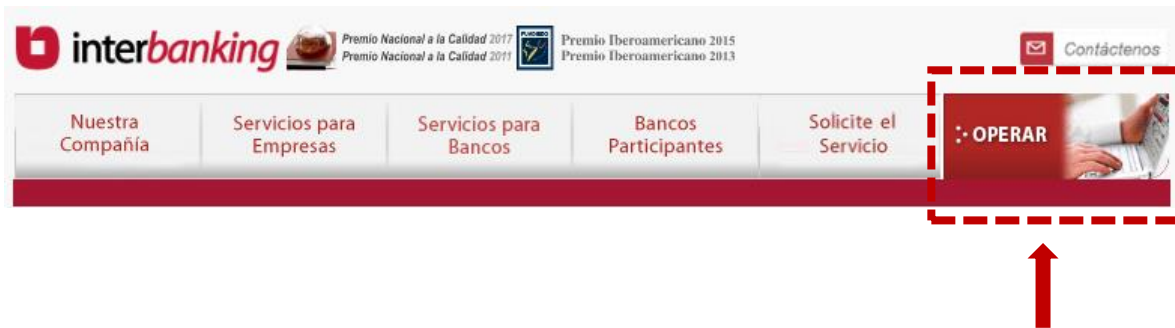 interbanking
Premio Nacional a la Calidad 2017
Premio Nacional a la Calidad 2011
Premio Iberoamericano 2015
Premio Iberoamericano 2013
Contáctenos
Nuestra
Compañía
Servicios para
Empresas
Servicios para
Bancos
Bancos
Participantes
Solicite el
Servicio
OPERAR